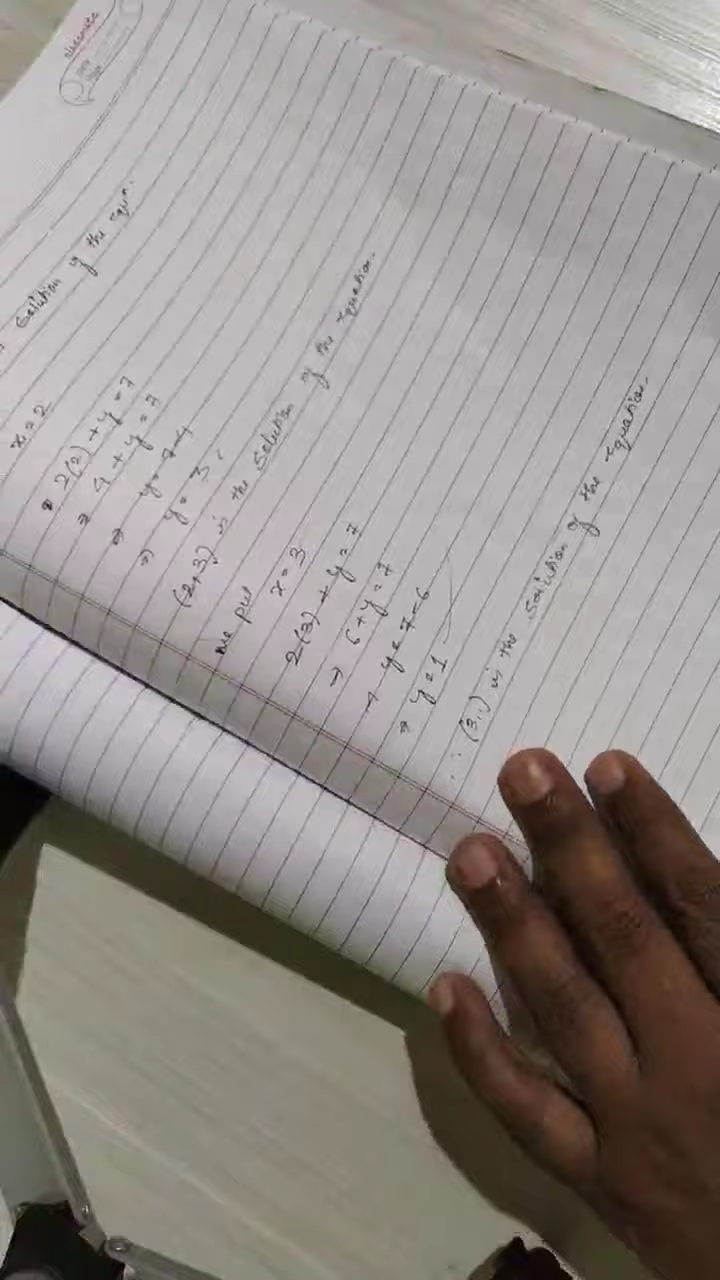 Solution of the Equn.
x = 2
2(2) + y = 7
⇒ 4 + y = 7
⇒ y = 7-4
⇒ y = 3
(2+3) is the solution of the Equation.
We put x = 3
2(3) + y = 7
→ 6 + y = 7
→ y = 7-6
⇒ y = 1
∴ (3,1) is the solution of the Equation.